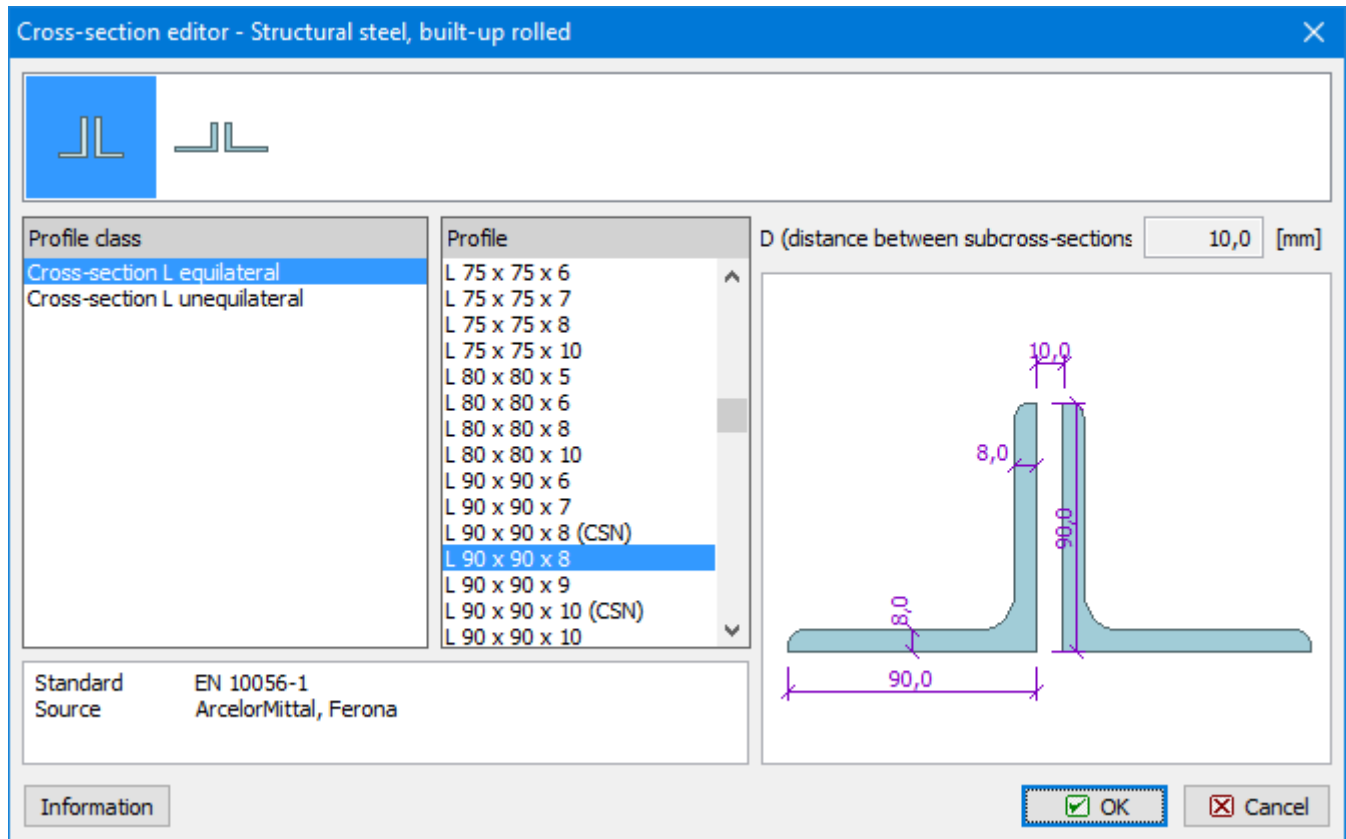 Cross-section editor - Structural steel, built-up rolled
Profile class
Cross-section L equilateral
Cross-section L unequilateral
Profile
L 75 x 75 x 6
L 75 x 75 x 7
L 75 x 75 x 8
L 75 x 75 x 10
L 80 x 80 x 5
L 80 x 80 x 6
L 80 x 80 x 8
L 80 x 80 x 10
L 90 x 90 x 6
L 90 x 90 x 7
L 90 x 90 x 8 (CSN)
L 90 x 90 x 8
L 90 x 90 x 9
L 90 x 90 x 10 (CSN)
L 90 x 90 x 10
D (distance between subcross-sections 10,0 [mm]
10,0
8,0
90,0
8,0
90,0
Standard EN 10056-1
Source ArcelorMittal, Ferona
Information
OK
Cancel